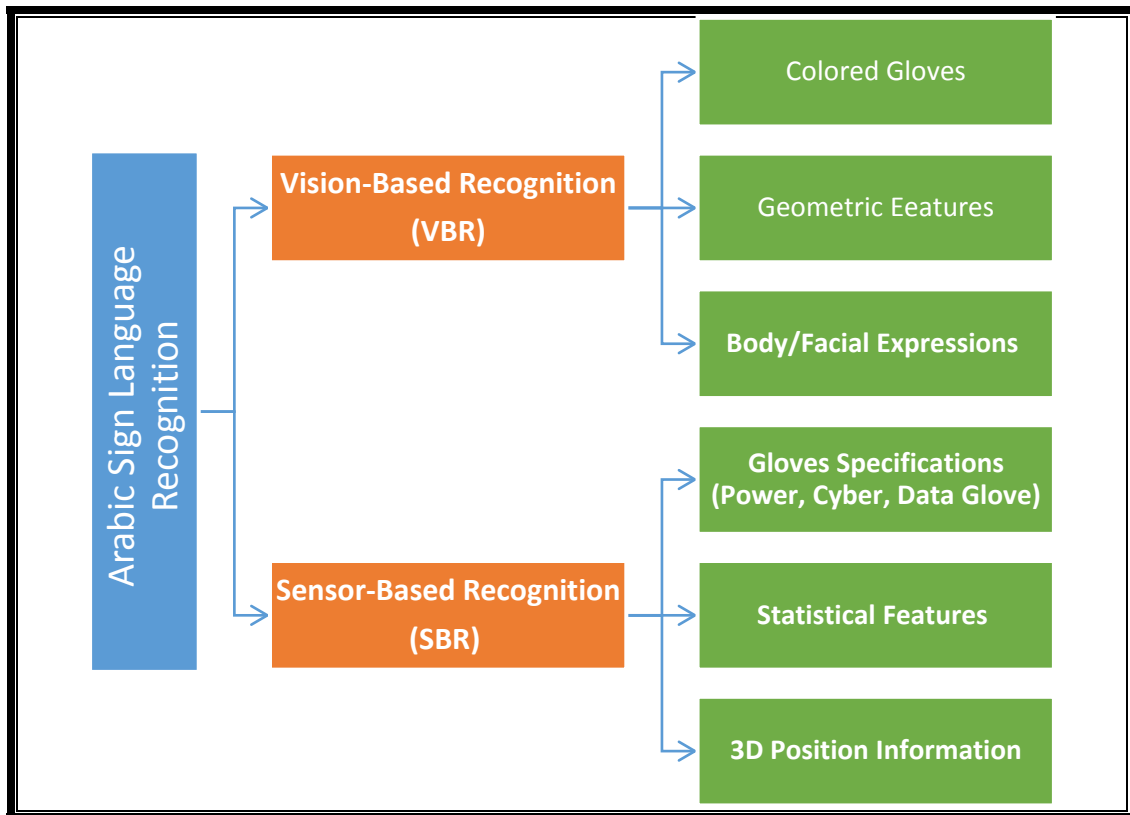 Arabic Sign Language
Recognition
Vision-Based Recognition
(VBR)
Colored Gloves
Geometric Eeatures
Body/Facial Expressions
Sensor-Based Recognition
(SBR)
Gloves Specifications
(Power, Cyber, Data Glove)
Statistical Features
3D Position Information